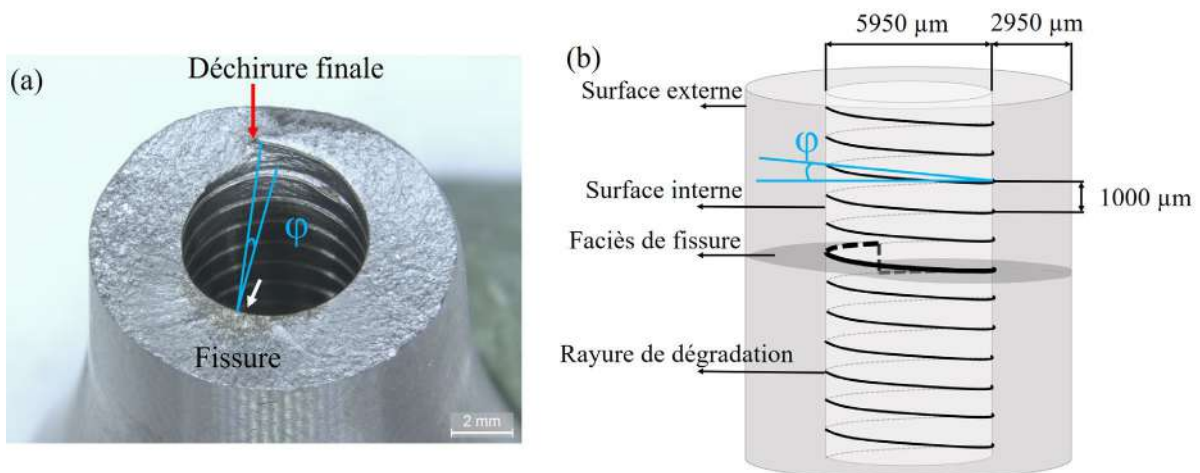 (a)
Déchirure finale
φ
Fissure
2 mm
(b)
5950 µm
2950 µm
Surface externe
φ
Surface interne
1000 µm
Faciès de fissure
Rayure de dégradation